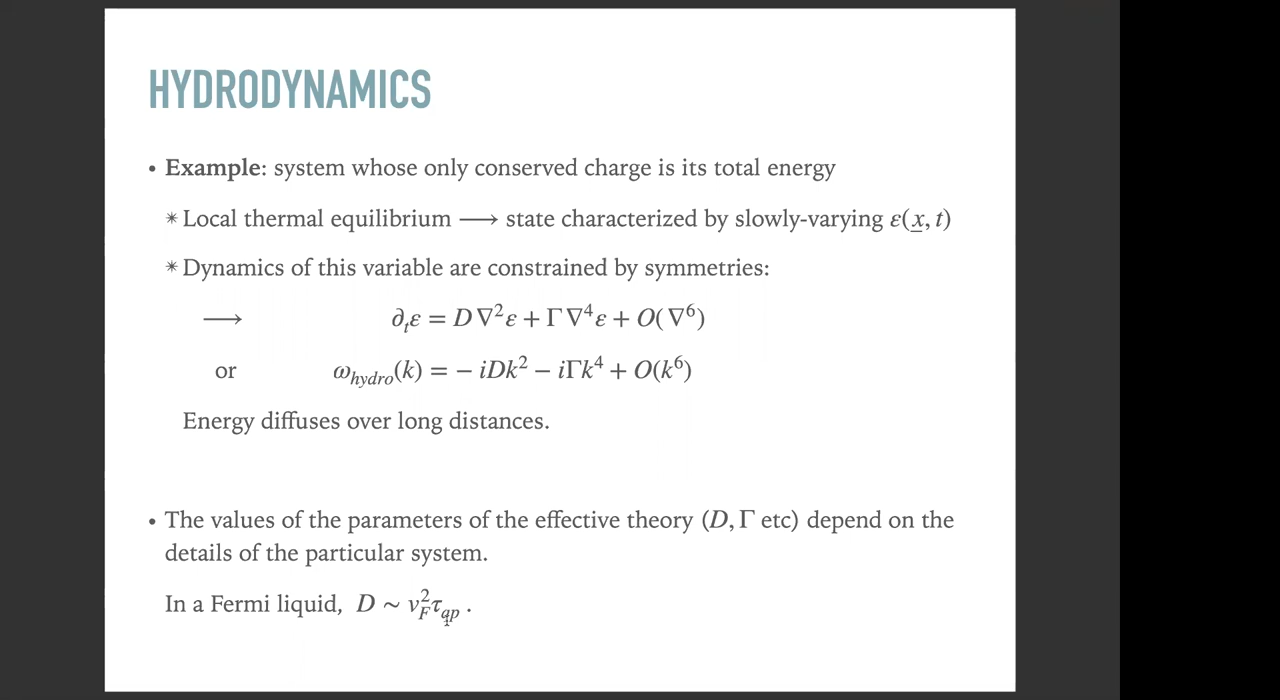 HYDRODYNAMICS
• Example: system whose only conserved charge is its total energy
✴ Local thermal equilibrium ⟶ state characterized by slowly-varying ε(x, t)
✴ Dynamics of this variable are constrained by symmetries:
⟶ ∂ₜε = D∇²ε + Γ∇⁴ε + O(∇⁶)
or ω_hydro(k) = − iDk² − iΓk⁴ + O(k⁶)
Energy diffuses over long distances.
• The values of the parameters of the effective theory (D, Γ etc) depend on the
details of the particular system.
In a Fermi liquid, D ∼ v_F²τ_qp .